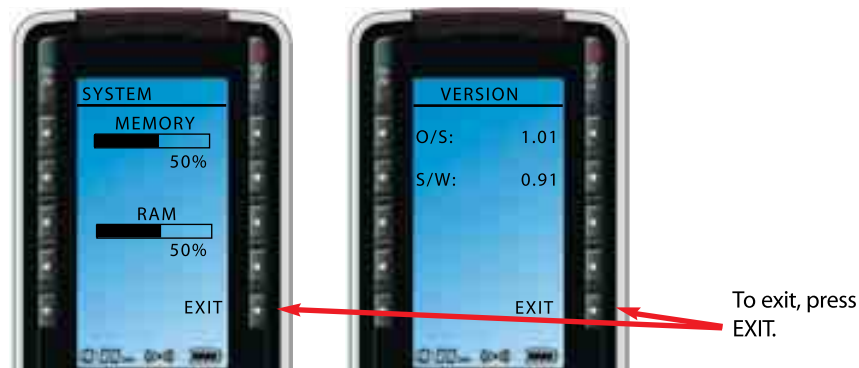 SYSTEM
MEMORY
50%
RAM
50%
EXIT
VERSION
O/S: 1.01
S/W: 0.91
EXIT
To exit, press
EXIT.